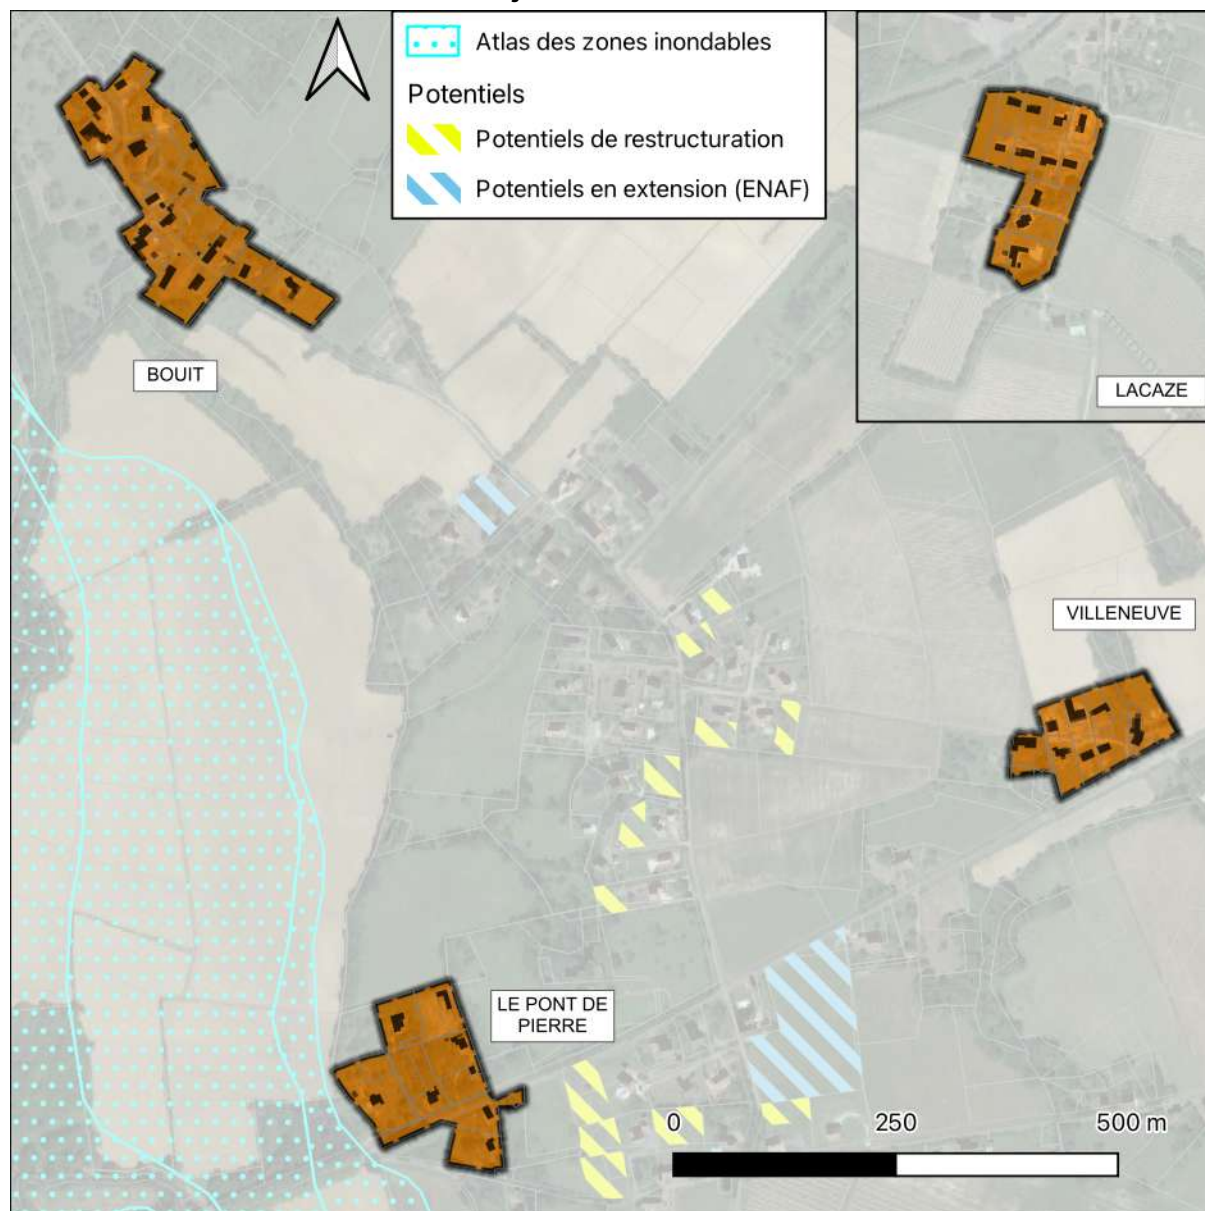 Atlas des zones inondables
Potentiels
Potentiels de restructuration
Potentiels en extension (ENAF)
LACAZE
BOUIT
VILLENEUVE
LE PONT DE
PIERRE
0 250 500 m